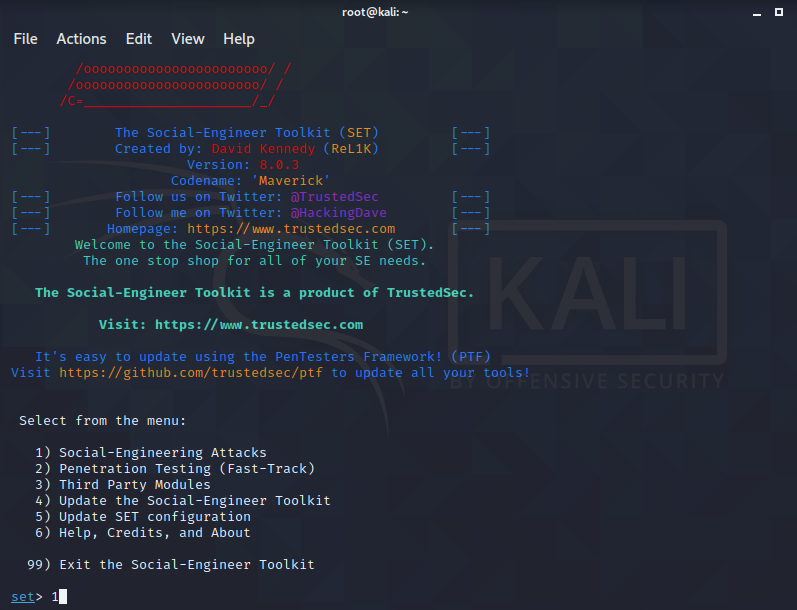 root@kali: ~
File Actions Edit View Help
/oooooooooooooooooooooooo/ /
/oooooooooooooooooooooooo/ /
/C=_____________________/_/
[---] The Social-Engineer Toolkit (SET) [---]
[---] Created by: David Kennedy (ReL1K) [---]
Version: 8.0.3
Codename: 'Maverick'
[---] Follow us on Twitter: @TrustedSec [---]
[---] Follow me on Twitter: @HackingDave [---]
[---] Homepage: https://www.trustedsec.com [---]
Welcome to the Social-Engineer Toolkit (SET).
The one stop shop for all of your SE needs.
The Social-Engineer Toolkit is a product of TrustedSec.
Visit: https://www.trustedsec.com
It's easy to update using the PenTesters Framework! (PTF)
Visit https://github.com/trustedsec/ptf to update all your tools!
KALI
BY OFFENSIVE SECURITY
Select from the menu:
1) Social-Engineering Attacks
2) Penetration Testing (Fast-Track)
3) Third Party Modules
4) Update the Social-Engineer Toolkit
5) Update SET configuration
6) Help, Credits, and About
99) Exit the Social-Engineer Toolkit
set> 1